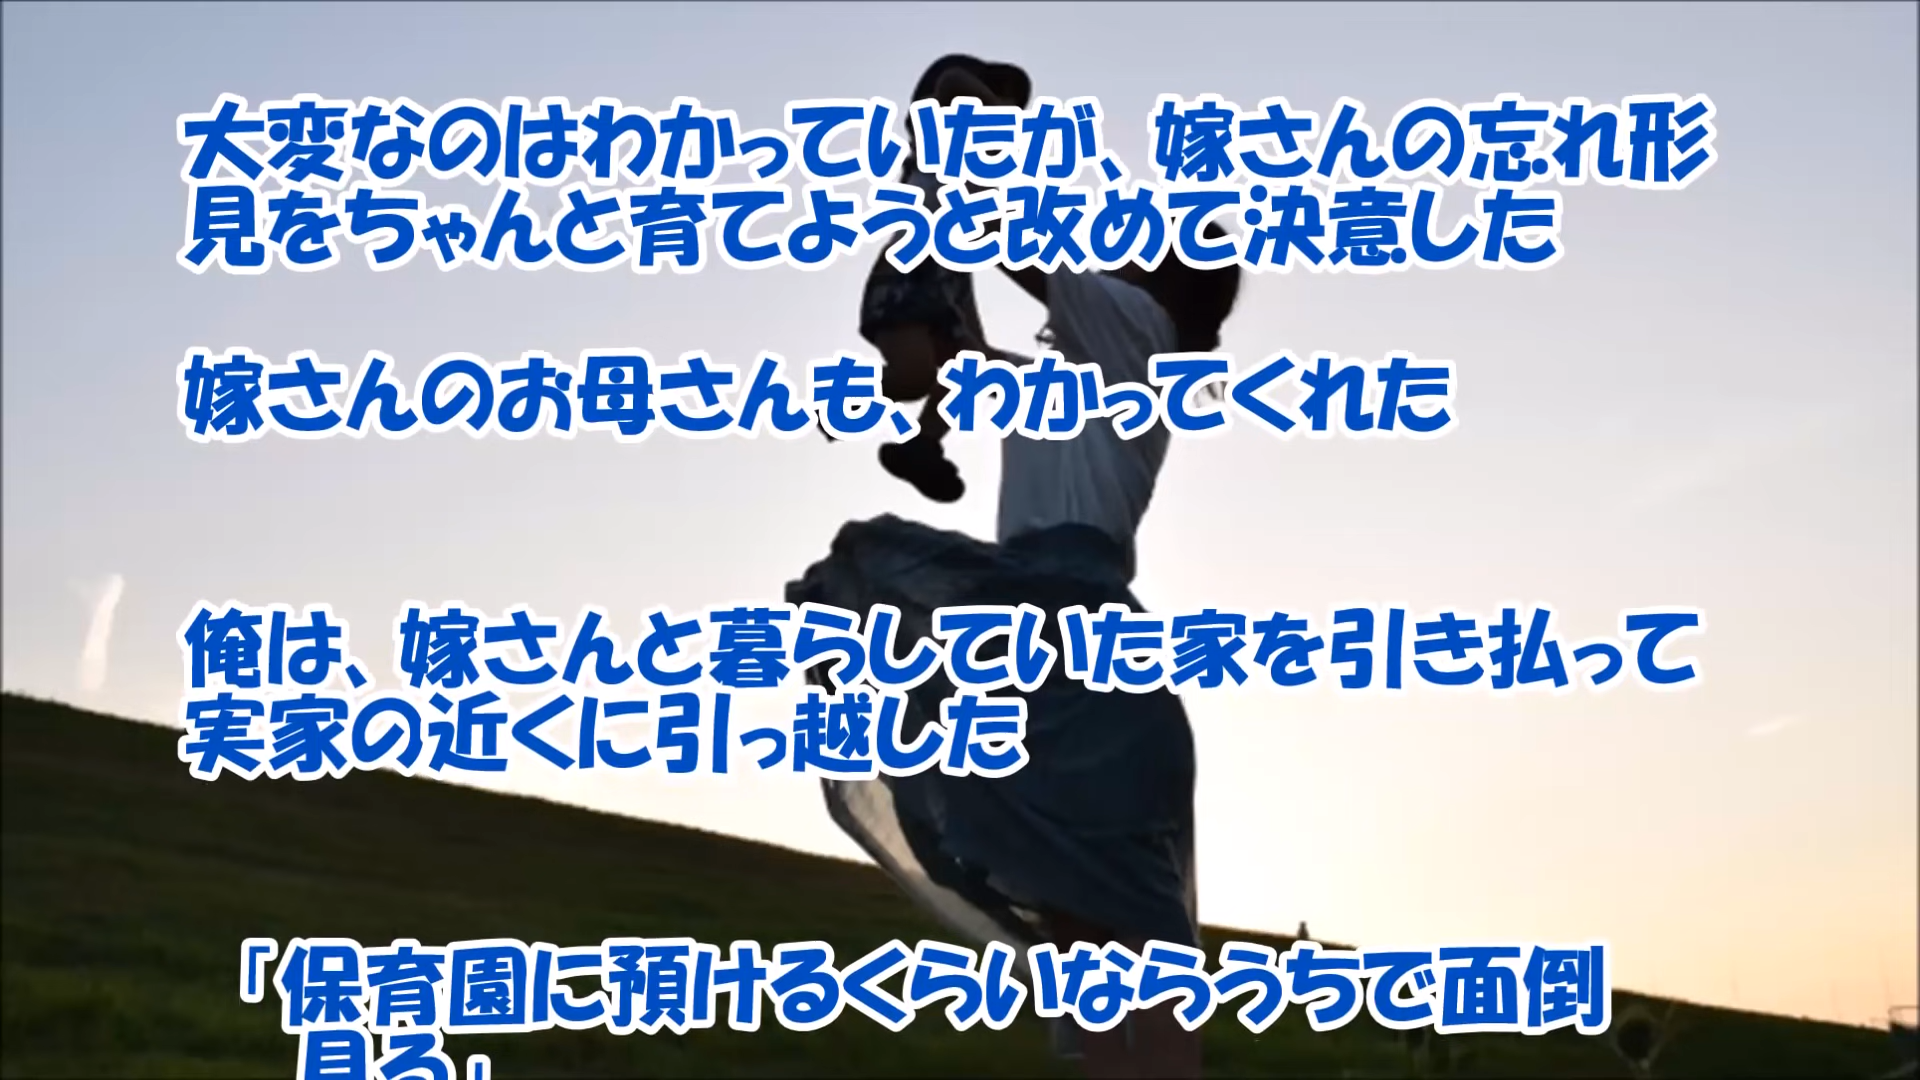 大変なのはわかっていたが、嫁さんの忘れ形
見をちゃんと育てようと改めて決意した
嫁さんのお母さんも、わかってくれた
俺は、嫁さんと暮らしていた家を引き払って
実家の近くに引っ越した
「保育園に預けるくらいならうちで面倒
見る」